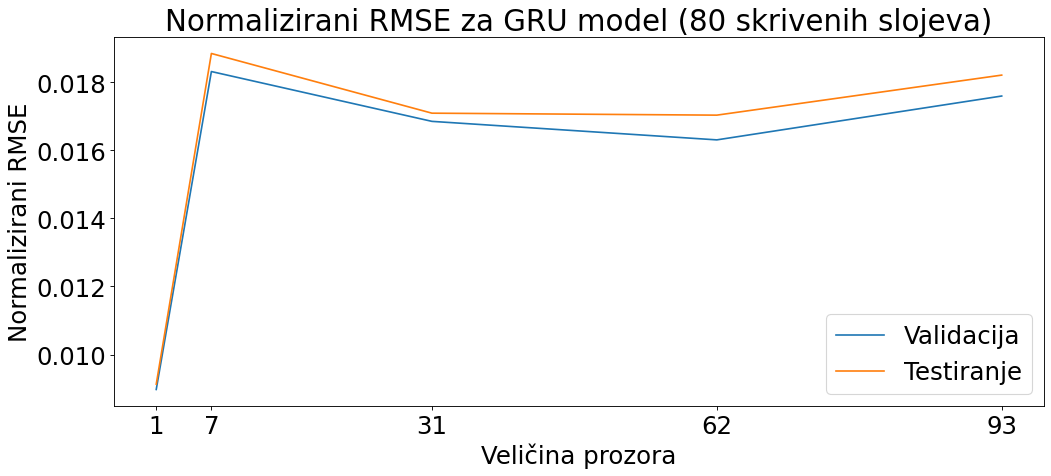 Normalizirani RMSE za GRU model (80 skrivenih slojeva)
Normalizirani RMSE
0.018
0.016
0.014
0.012
0.010
Validacija
Testiranje
1 7 31 62 93
Veličina prozora